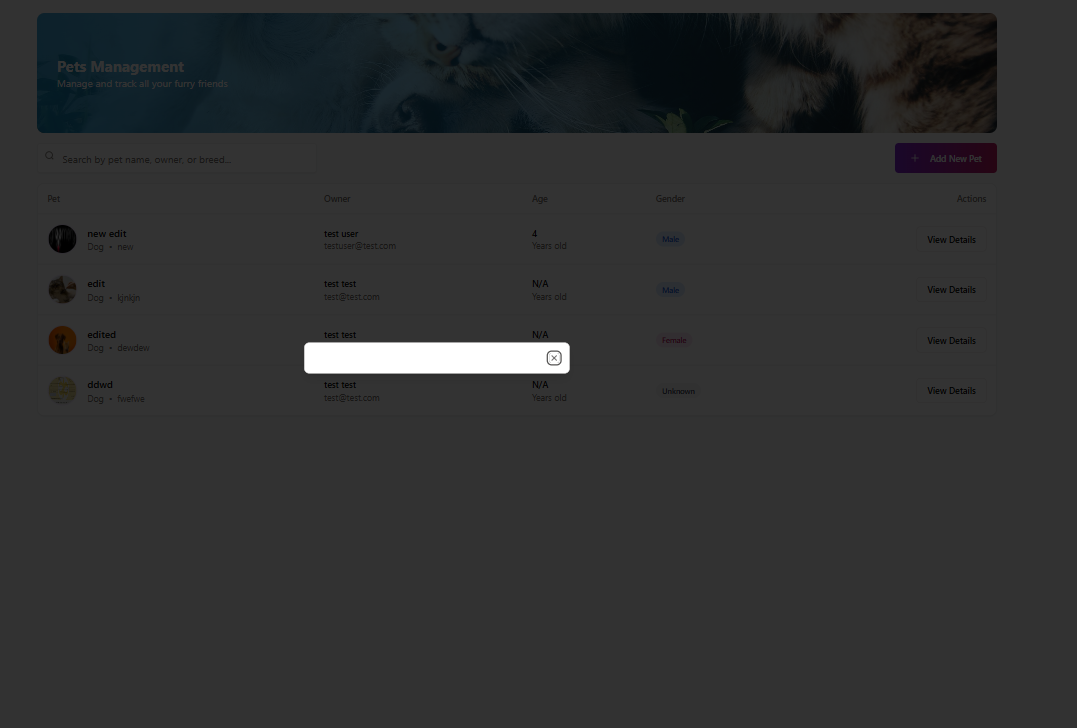 Pets Management
Manage and track all your furry friends
Search by pet name, owner, or breed...
Add New Pet
Pet Owner Age Gender Actions
new edit test user 4 Male View Details
Dog • new testuser@test.com Years old
edit test test N/A Male View Details
Dog • kjnkjn test@test.com Years old
edited test test N/A Female View Details
Dog • dewdew
ddwd test test N/A Unknown View Details
Dog • fwefwe test@test.com Years old